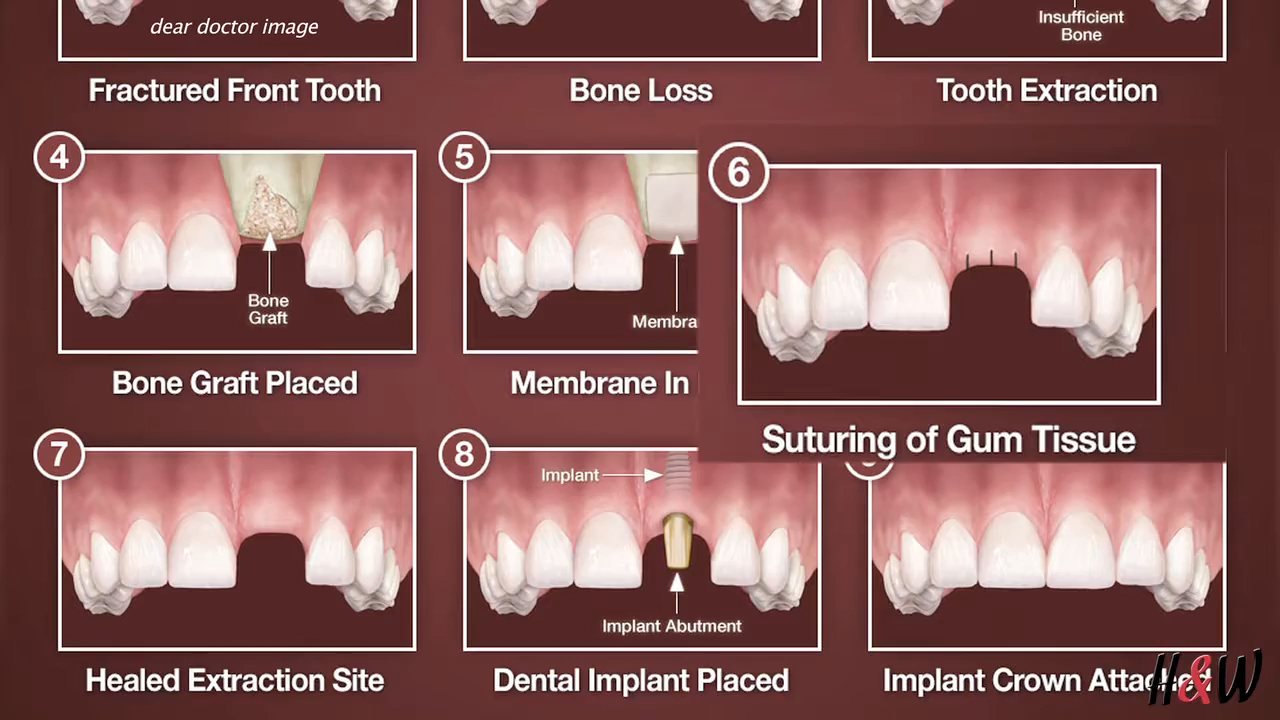 dear doctor image
Insufficient
Bone
Fractured Front Tooth
Bone Loss
Tooth Extraction
4
5
6
Bone
Graft
Membra
Bone Graft Placed
Membrane In
Suturing of Gum Tissue
7
8
Implant
Implant Abutment
Healed Extraction Site
Dental Implant Placed
Implant Crown Attached
H&W